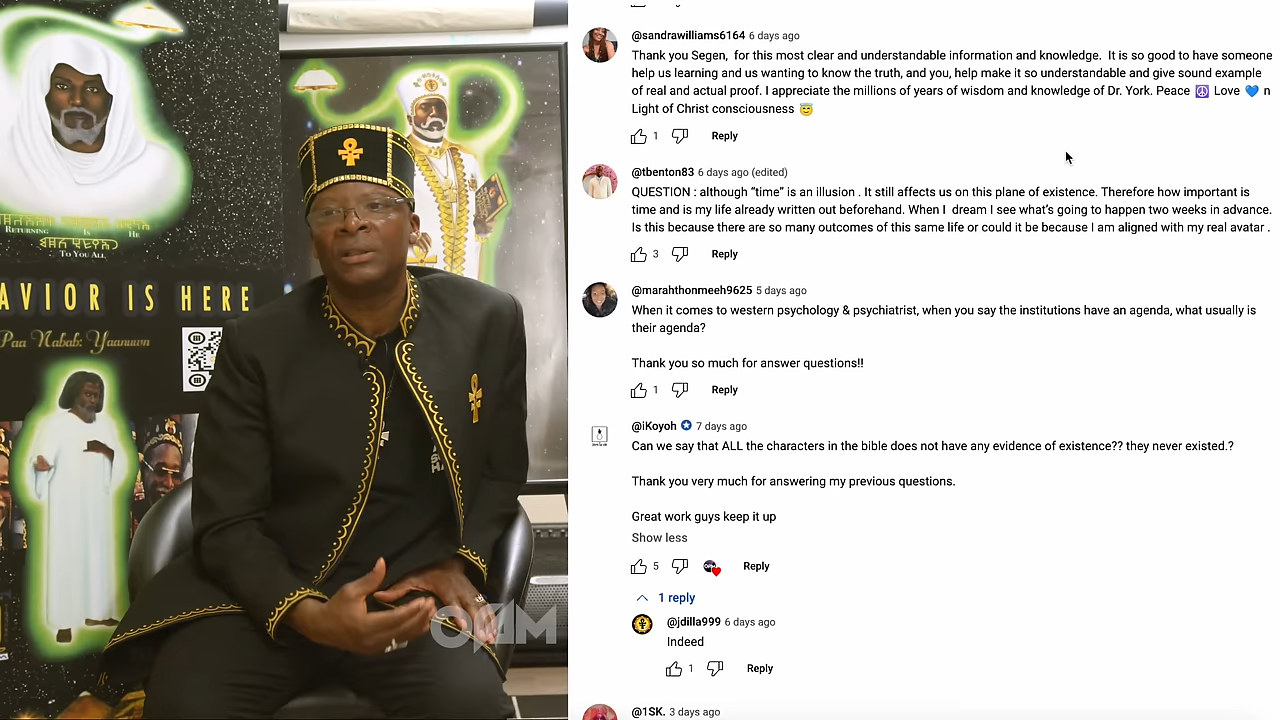 RETURNING IS HE
TO YOU ALL
AVIOR IS HERE
Paa Nabab: Yaanuwn
OPM
@sandrawilliams6164 6 days ago
Thank you Segen, for this most clear and understandable information and knowledge. It is so good to have someone
help us learning and us wanting to know the truth, and you, help make it so understandable and give sound example
of real and actual proof. I appreciate the millions of years of wisdom and knowledge of Dr. York. Peace ☮️ Love 💙 n
Light of Christ consciousness 😇
1 Reply
@tbenton83 6 days ago (edited)
QUESTION : although “time” is an illusion . It still affects us on this plane of existence. Therefore how important is
time and is my life already written out beforehand. When I dream I see what’s going to happen two weeks in advance.
Is this because there are so many outcomes of this same life or could it be because I am aligned with my real avatar .
3 Reply
@marahthonmeeh9625 5 days ago
When it comes to western psychology & psychiatrist, when you say the institutions have an agenda, what usually is
their agenda?
Thank you so much for answer questions!!
1 Reply
@iKoyoh 7 days ago
Can we say that ALL the characters in the bible does not have any evidence of existence?? they never existed.?
Thank you very much for answering my previous questions.
Great work guys keep it up
Show less
5 Reply
1 reply
@jdilla999 6 days ago
Indeed
1 Reply
@1SK. 3 days ago